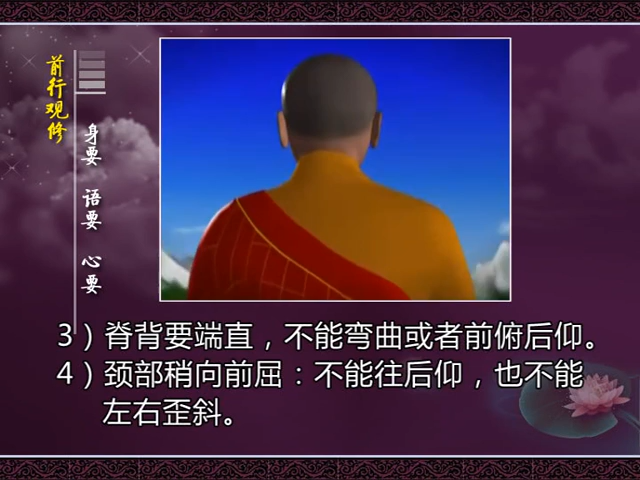 前行观修
身要 语要 心要
3）脊背要端直，不能弯曲或者前俯后仰。
4）颈部稍向前屈：不能往后仰，也不能
左右歪斜。